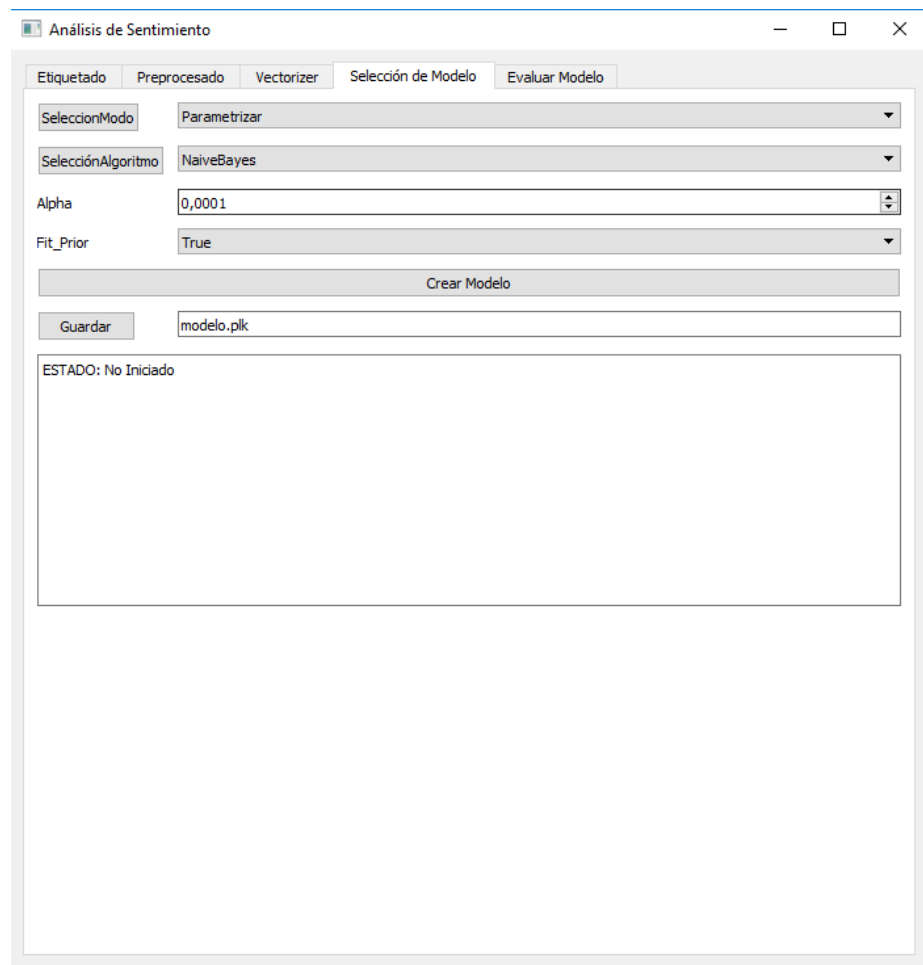 Análisis de Sentimiento
Etiquetado Preprocesado Vectorizer Selección de Modelo Evaluar Modelo
SeleccionModo Parametrizar
SelecciónAlgoritmo NaiveBayes
Alpha 0,0001
Fit_Prior True
Crear Modelo
Guardar modelo.plk
ESTADO: No Iniciado